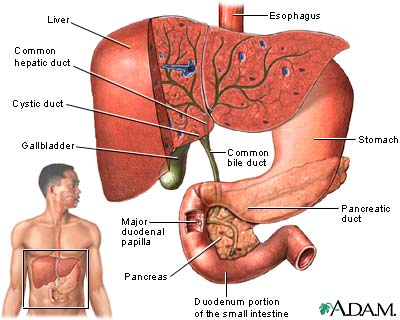 Esophagus
Liver
Common
hepatic duct
Cystic duct
Gallbladder
Common
bile duct
Stomach
Major
duodenal
papilla
Pancreatic
duct
Pancreas
Duodenum portion
of the small intestine
ADAM.